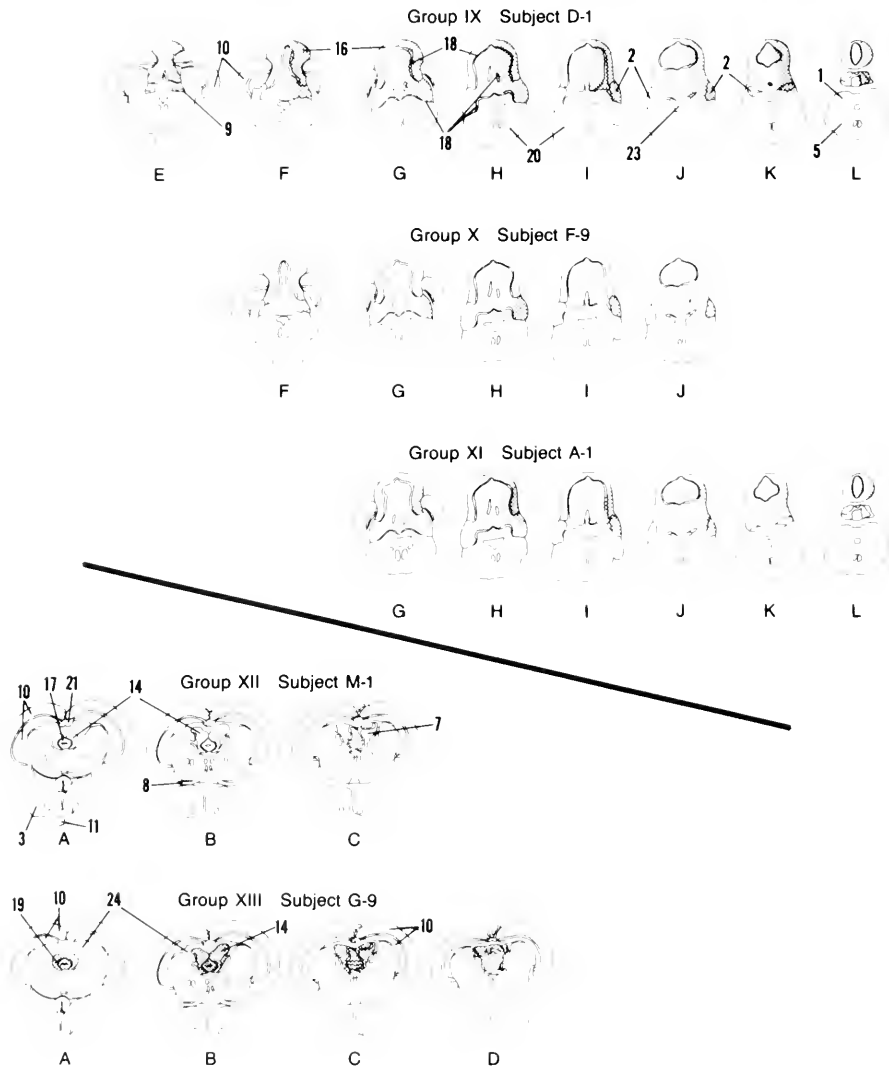 Group IX Subject D-1
10 16 18 2 2 1
9 18 20 23 5
E F G H I J K L
Group X Subject F-9
F G H I J
Group XI Subject A-1
G H I J K L
Group XII Subject M-1
10 17 21 14 7
8
3 11
A B C
Group XIII Subject G-9
19 10 24 14 10
A B C D